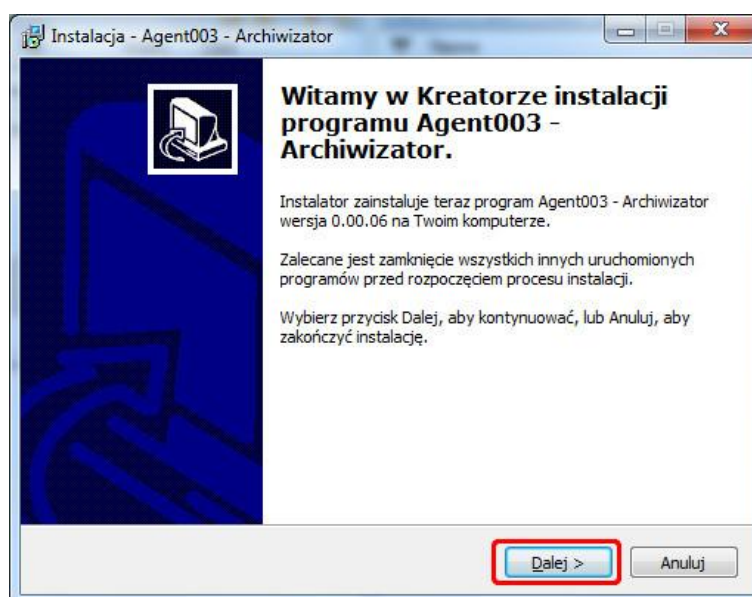 Instalacja - Agent003 - Archiwizator
Witamy w Kreatorze instalacji
programu Agent003 -
Archiwizator.
Instalator zainstaluje teraz program Agent003 - Archiwizator
wersja 0.00.06 na Twoim komputerze.
Zalecane jest zamknięcie wszystkich innych uruchomionych
programów przed rozpoczęciem procesu instalacji.
Wybierz przycisk Dalej, aby kontynuować, lub Anuluj, aby
zakończyć instalację.
Dalej >
Anuluj